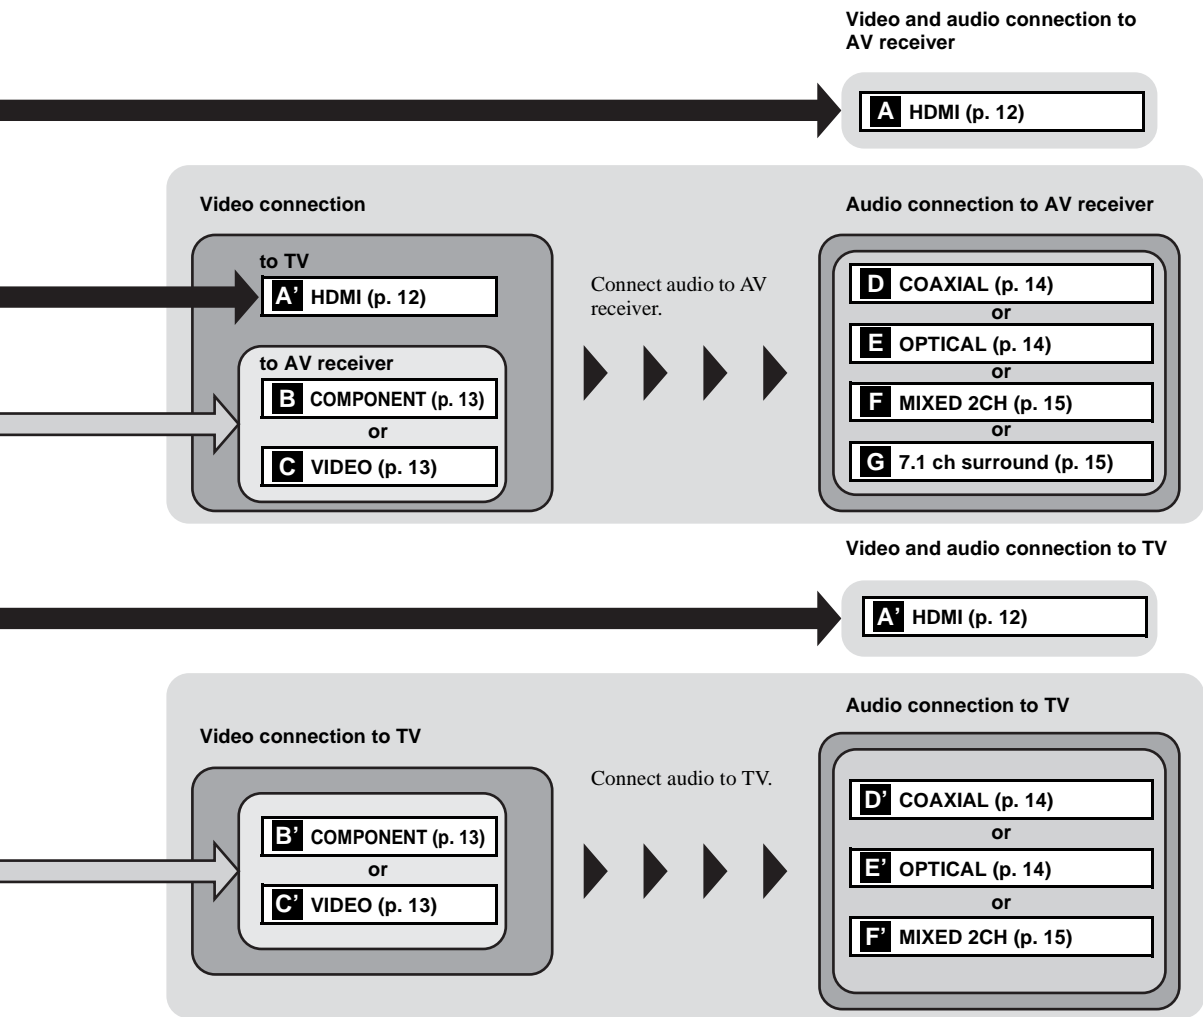 Video and audio connection to
AV receiver
A HDMI (p. 12)
Video connection
to TV
A’ HDMI (p. 12)
to AV receiver
B COMPONENT (p. 13)
or
C VIDEO (p. 13)
Connect audio to AV
receiver.
Audio connection to AV receiver
D COAXIAL (p. 14)
or
E OPTICAL (p. 14)
or
F MIXED 2CH (p. 15)
or
G 7.1 ch surround (p. 15)
Video and audio connection to TV
A’ HDMI (p. 12)
Video connection to TV
B’ COMPONENT (p. 13)
or
C’ VIDEO (p. 13)
Connect audio to TV.
Audio connection to TV
D’ COAXIAL (p. 14)
or
E’ OPTICAL (p. 14)
or
F’ MIXED 2CH (p. 15)